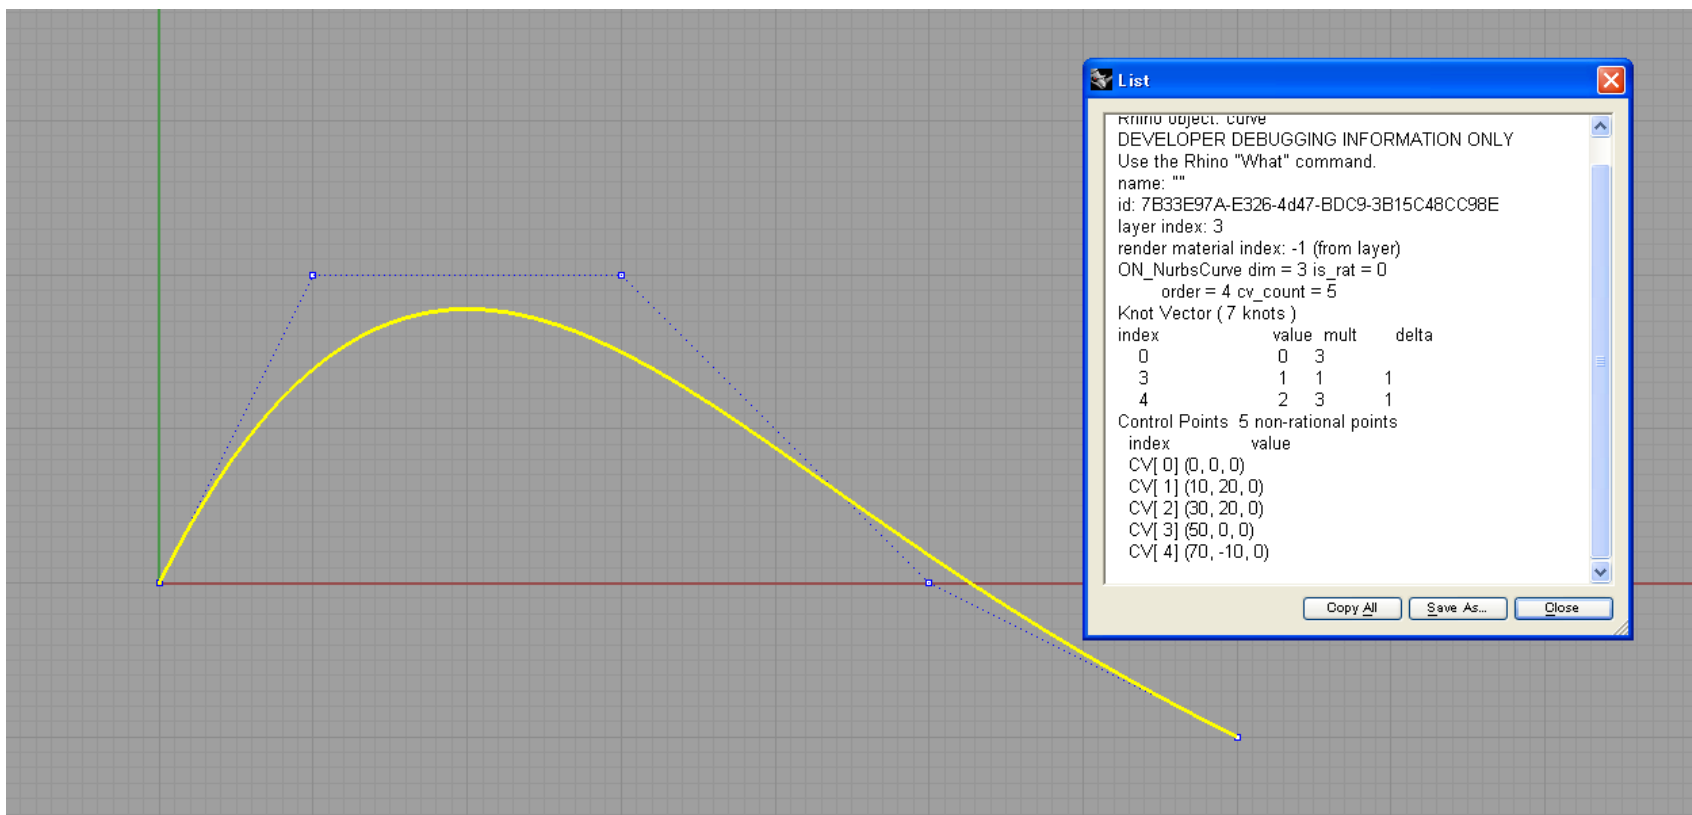 List
Rhino object: curve
DEVELOPER DEBUGGING INFORMATION ONLY
Use the Rhino "What" command.
name: ""
id: 7B33E97A-E326-4d47-BDC9-3B15C48CC98E
layer index: 3
render material index: -1 (from layer)
ON_NurbsCurve dim = 3 is_rat = 0
order = 4 cv_count = 5
Knot Vector ( 7 knots )
index value mult delta
0 0 3
3 1 1 1
4 2 3 1
Control Points 5 non-rational points
index value
CV[ 0] (0, 0, 0)
CV[ 1] (10, 20, 0)
CV[ 2] (30, 20, 0)
CV[ 3] (50, 0, 0)
CV[ 4] (70, -10, 0)
Copy All Save As... Close